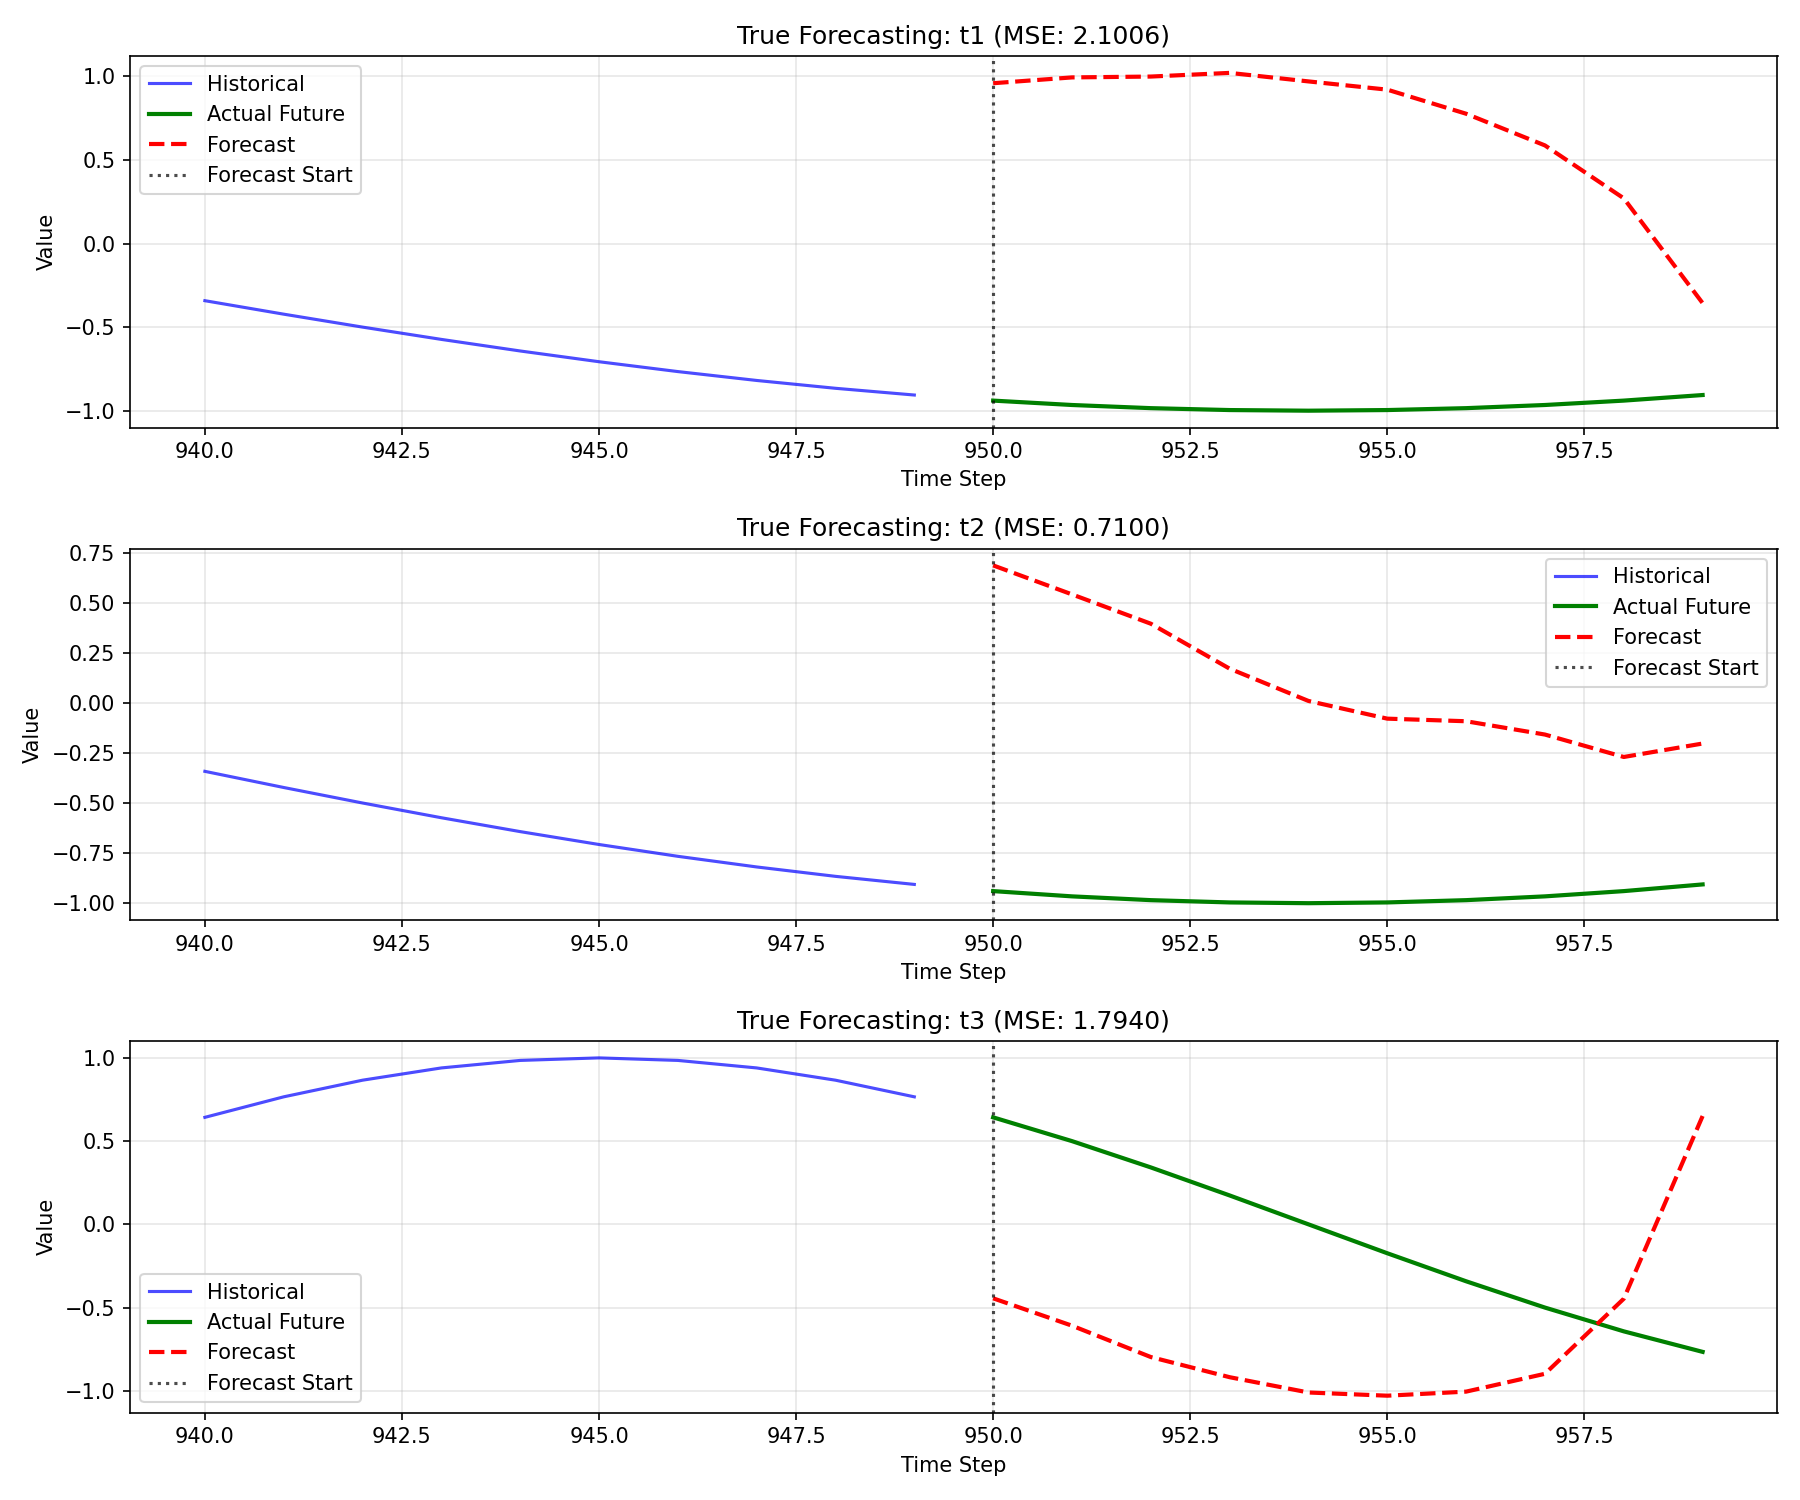 True Forecasting: t1 (MSE: 2.1006)
Historical
Actual Future
Forecast
Forecast Start
Value
1.0
0.5
0.0
−0.5
−1.0
940.0 942.5 945.0 947.5 950.0 952.5 955.0 957.5
Time Step
True Forecasting: t2 (MSE: 0.7100)
Historical
Actual Future
Forecast
Forecast Start
Value
0.75
0.50
0.25
0.00
−0.25
−0.50
−0.75
−1.00
940.0 942.5 945.0 947.5 950.0 952.5 955.0 957.5
Time Step
True Forecasting: t3 (MSE: 1.7940)
Historical
Actual Future
Forecast
Forecast Start
Value
1.0
0.5
0.0
−0.5
−1.0
940.0 942.5 945.0 947.5 950.0 952.5 955.0 957.5
Time Step